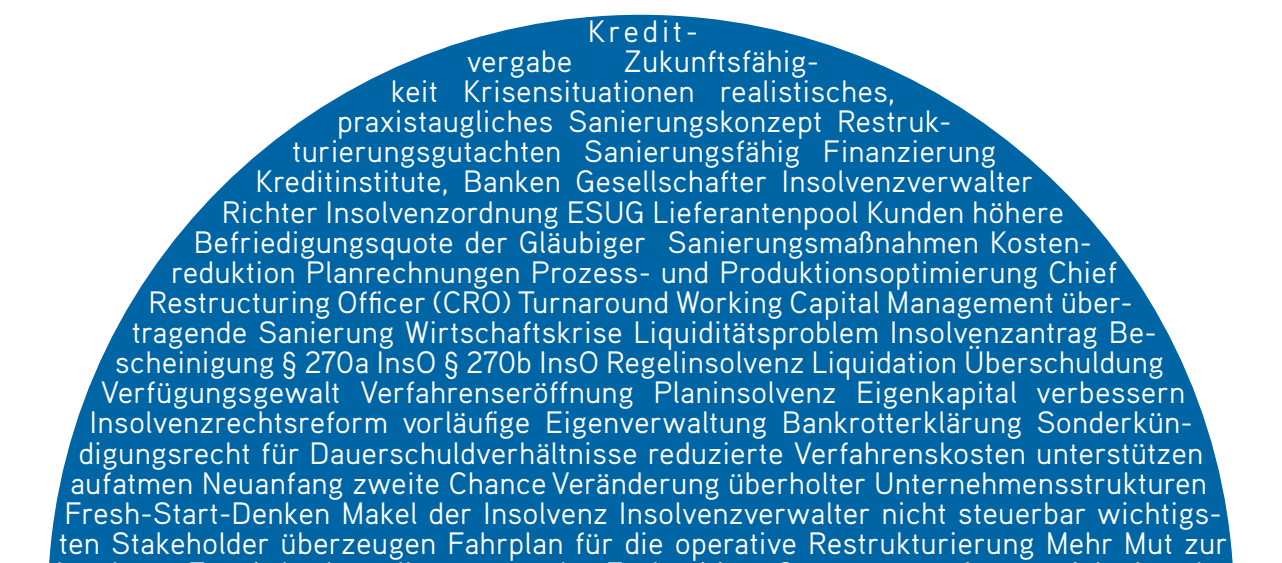 Kredit-
vergabe Zukunftsfähig-
keit Krisensituationen realistisches,
praxistaugliches Sanierungskonzept Restruk-
turierungsgutachten Sanierungsfähig Finanzierung
Kreditinstitute, Banken Gesellschafter Insolvenzverwalter
Richter Insolvenzordnung ESUG Lieferantenpool Kunden höhere
Befriedigungsquote der Gläubiger Sanierungsmaßnahmen Kosten-
reduktion Planrechnungen Prozess- und Produktionsoptimierung Chief
Restructuring Officer (CRO) Turnaround Working Capital Management über-
tragende Sanierung Wirtschaftskrise Liquiditätsproblem Insolvenzantrag Be-
scheinigung § 270a InsO § 270b InsO Regelinsolvenz Liquidation Überschuldung
Verfügungsgewalt Verfahrenseröffnung Planinsolvenz Eigenkapital verbessern
Insolvenzrechtsreform vorläufige Eigenverwaltung Bankrotterklärung Sonderkün-
digungsrecht für Dauerschuldverhältnisse reduzierte Verfahrenskosten unterstützen
aufatmen Neuanfang zweite Chance Veränderung überholter Unternehmensstrukturen
Fresh-Start-Denken Makel der Insolvenz Insolvenzverwalter nicht steuerbar wichtigs-
ten Stakeholder überzeugen Fahrplan für die operative Restrukturierung Mehr Mut zur